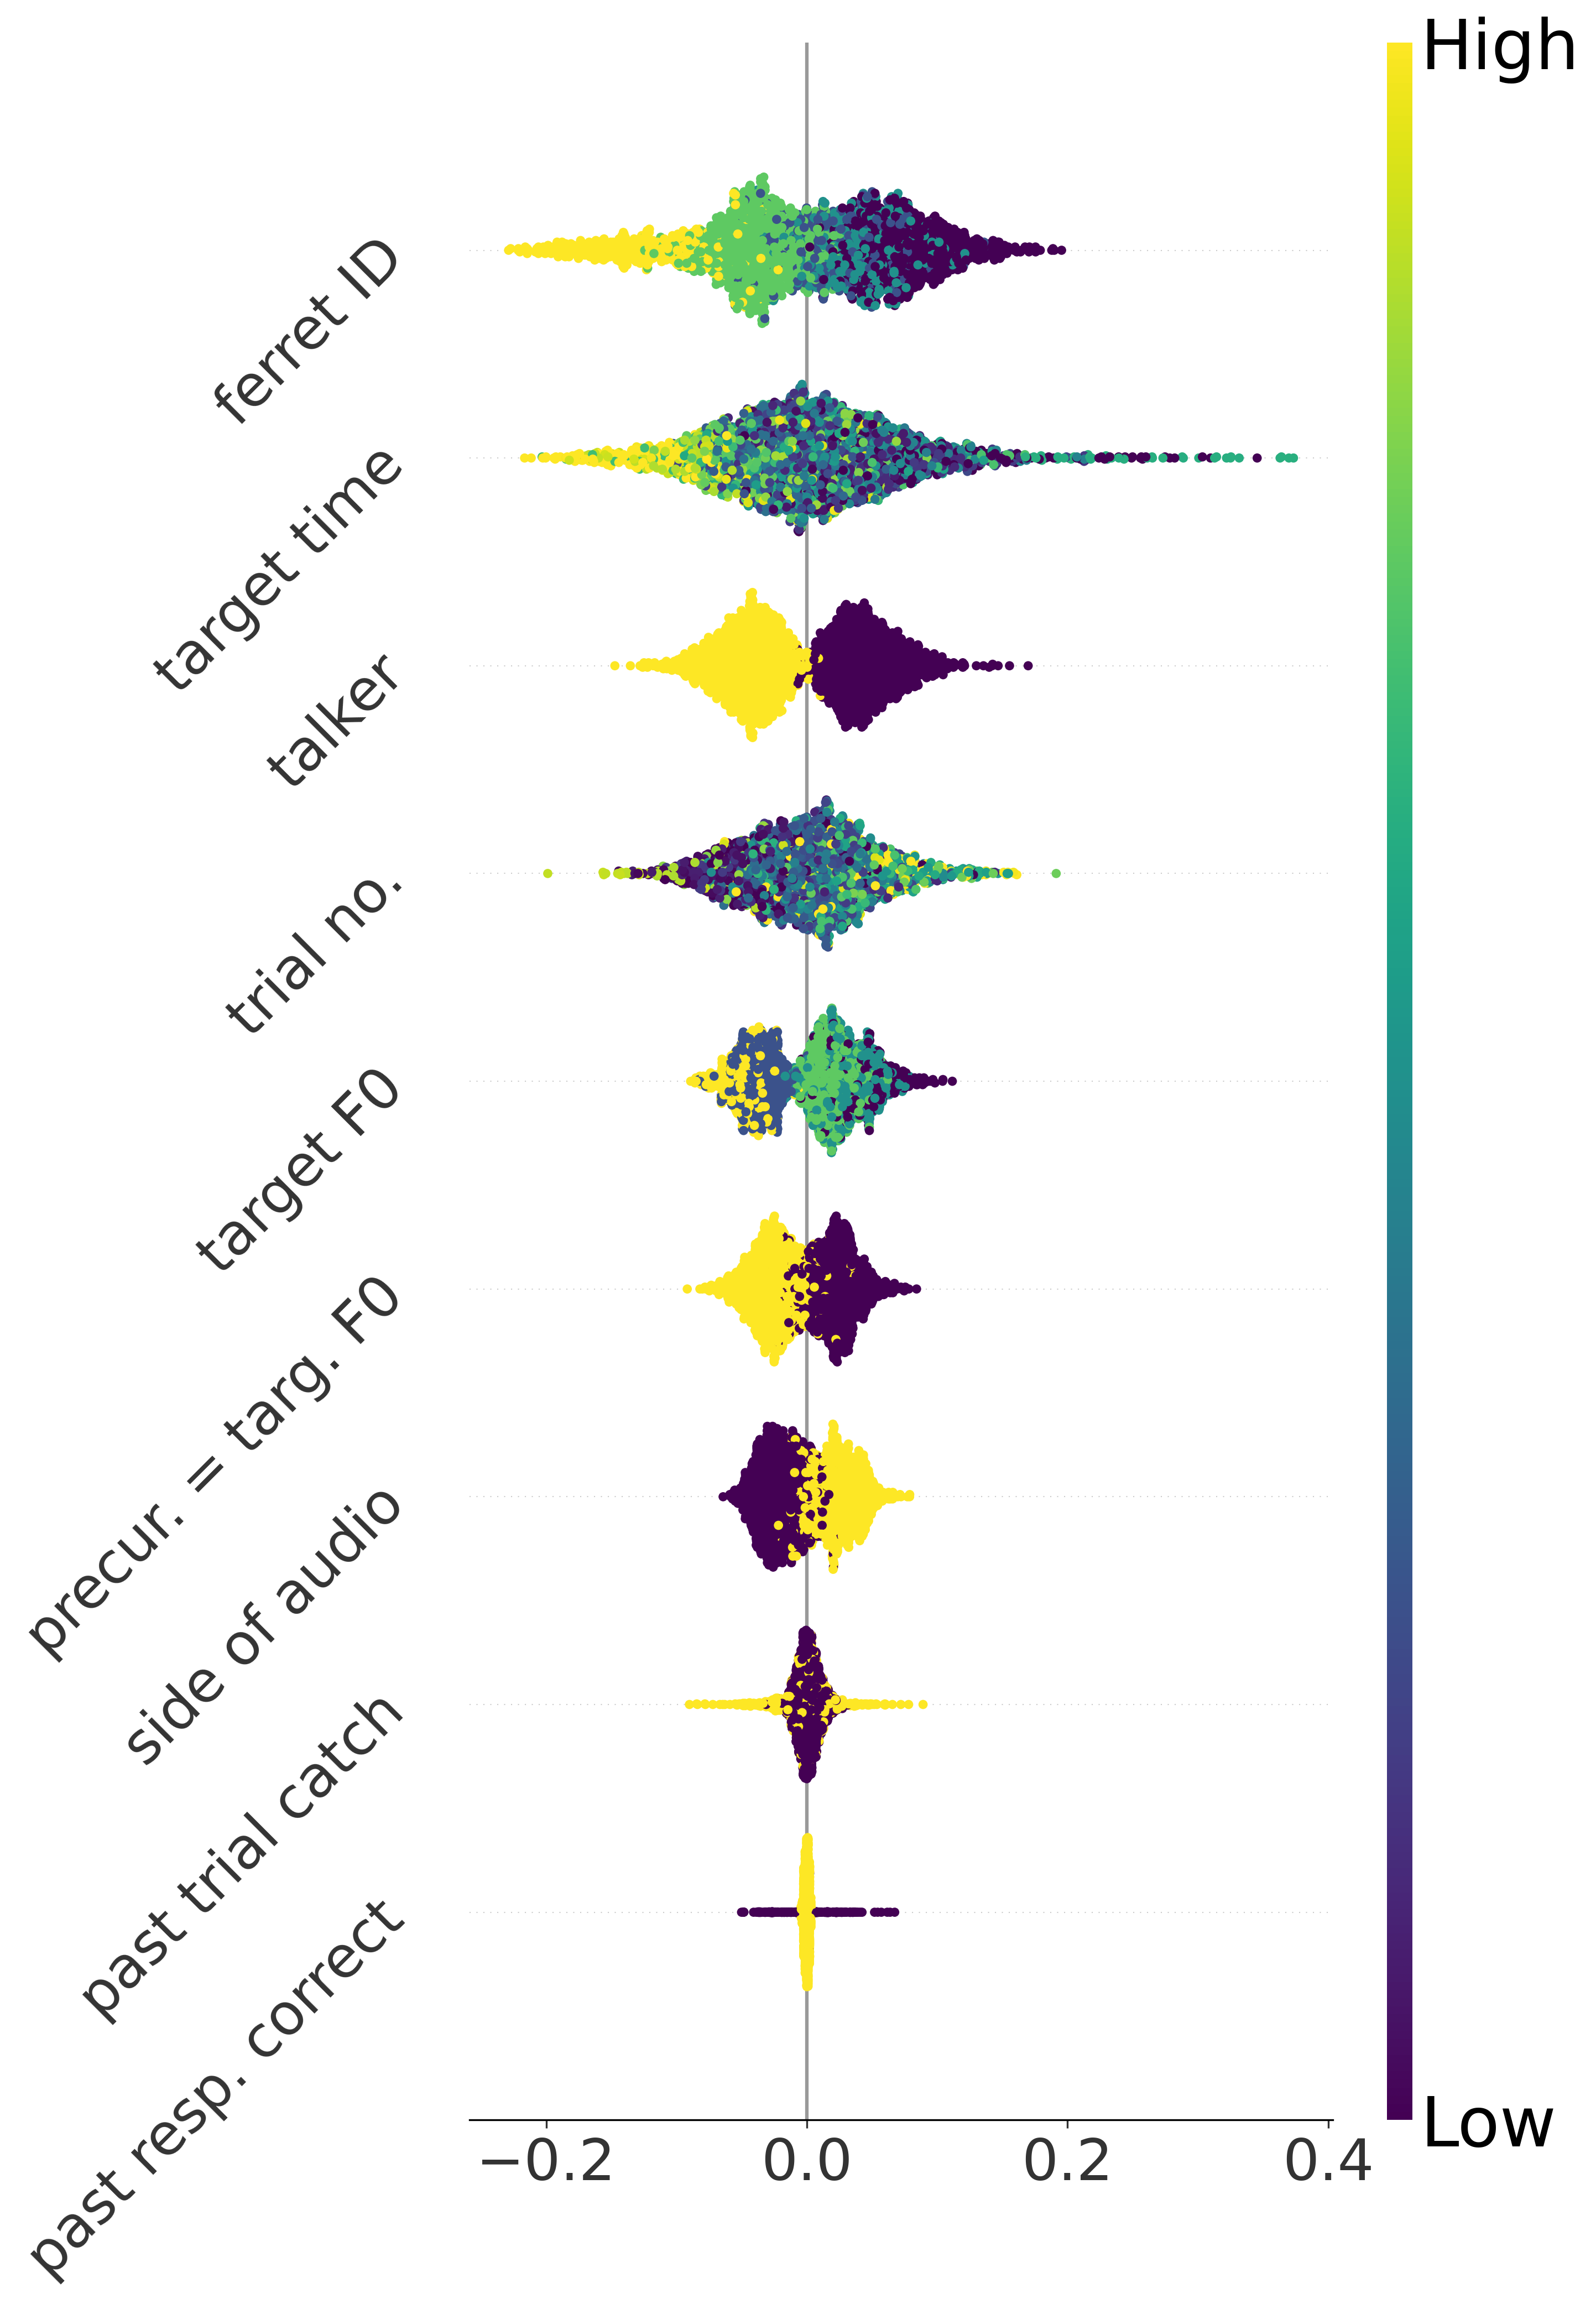 High
ferret ID
target time
talker
trial no.
target F0
precur. = targ. F0
side of audio
past trial catch
past resp. correct
−0.2 0.0 0.2 0.4
Low